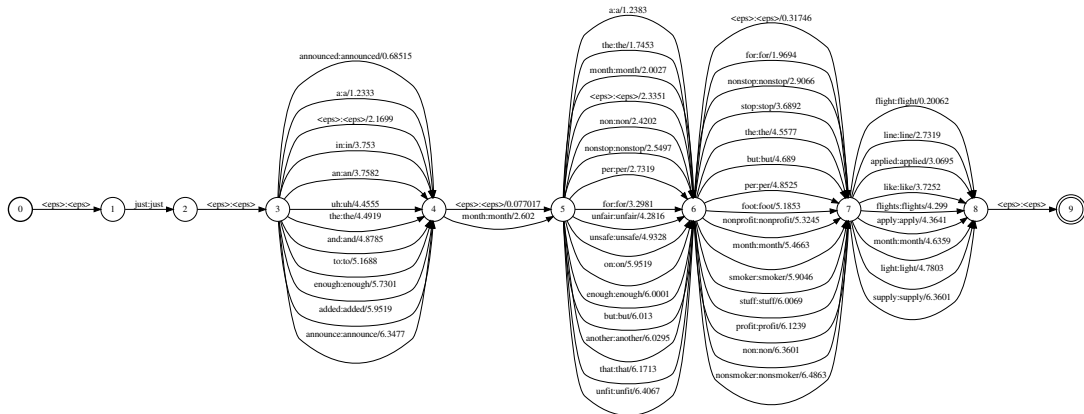 0
<eps>:<eps>
1
just:just
2
<eps>:<eps>
3
announced:announced/0.68515
a:a/1.2333
<eps>:<eps>/2.1699
in:in/3.753
an:an/3.7582
uh:uh/4.4555
the:the/4.4919
and:and/4.8785
to:to/5.1688
enough:enough/5.7301
added:added/5.9519
announce:announce/6.3477
4
<eps>:<eps>/0.077017
month:month/2.602
5
a:a/1.2383
the:the/1.7453
month:month/2.0027
<eps>:<eps>/2.3351
non:non/2.4202
nonstop:nonstop/2.5497
per:per/2.7319
for:for/3.2981
unfair:unfair/4.2816
unsafe:unsafe/4.9328
on:on/5.9519
enough:enough/6.0001
but:but/6.013
another:another/6.0295
that:that/6.1713
unfit:unfit/6.4067
6
<eps>:<eps>/0.31746
for:for/1.9694
nonstop:nonstop/2.9066
stop:stop/3.6892
the:the/4.5577
but:but/4.689
per:per/4.8525
foot:foot/5.1853
nonprofit:nonprofit/5.3245
month:month/5.4663
smoker:smoker/5.9046
stuff:stuff/6.0069
profit:profit/6.1239
non:non/6.3601
nonsmoker:nonsmoker/6.4863
7
flight:flight/0.20062
line:line/2.7319
applied:applied/3.0695
like:like/3.7252
flights:flights/4.299
apply:apply/4.3641
month:month/4.6359
light:light/4.7803
supply:supply/6.3601
8
<eps>:<eps>
9